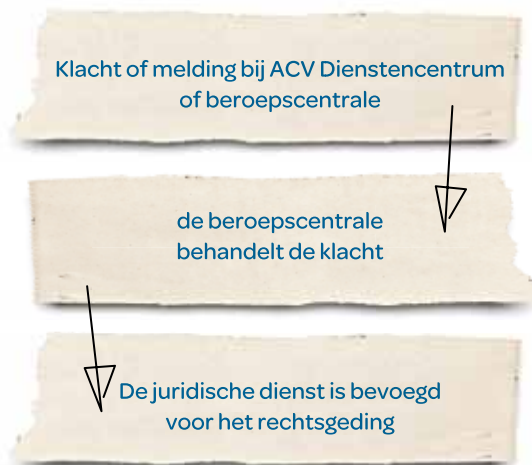 Klacht of melding bij ACV Dienstencentrum
of beroepscentrale
de beroepscentrale
behandelt de klacht
De juridische dienst is bevoegd
voor het rechtsgeding